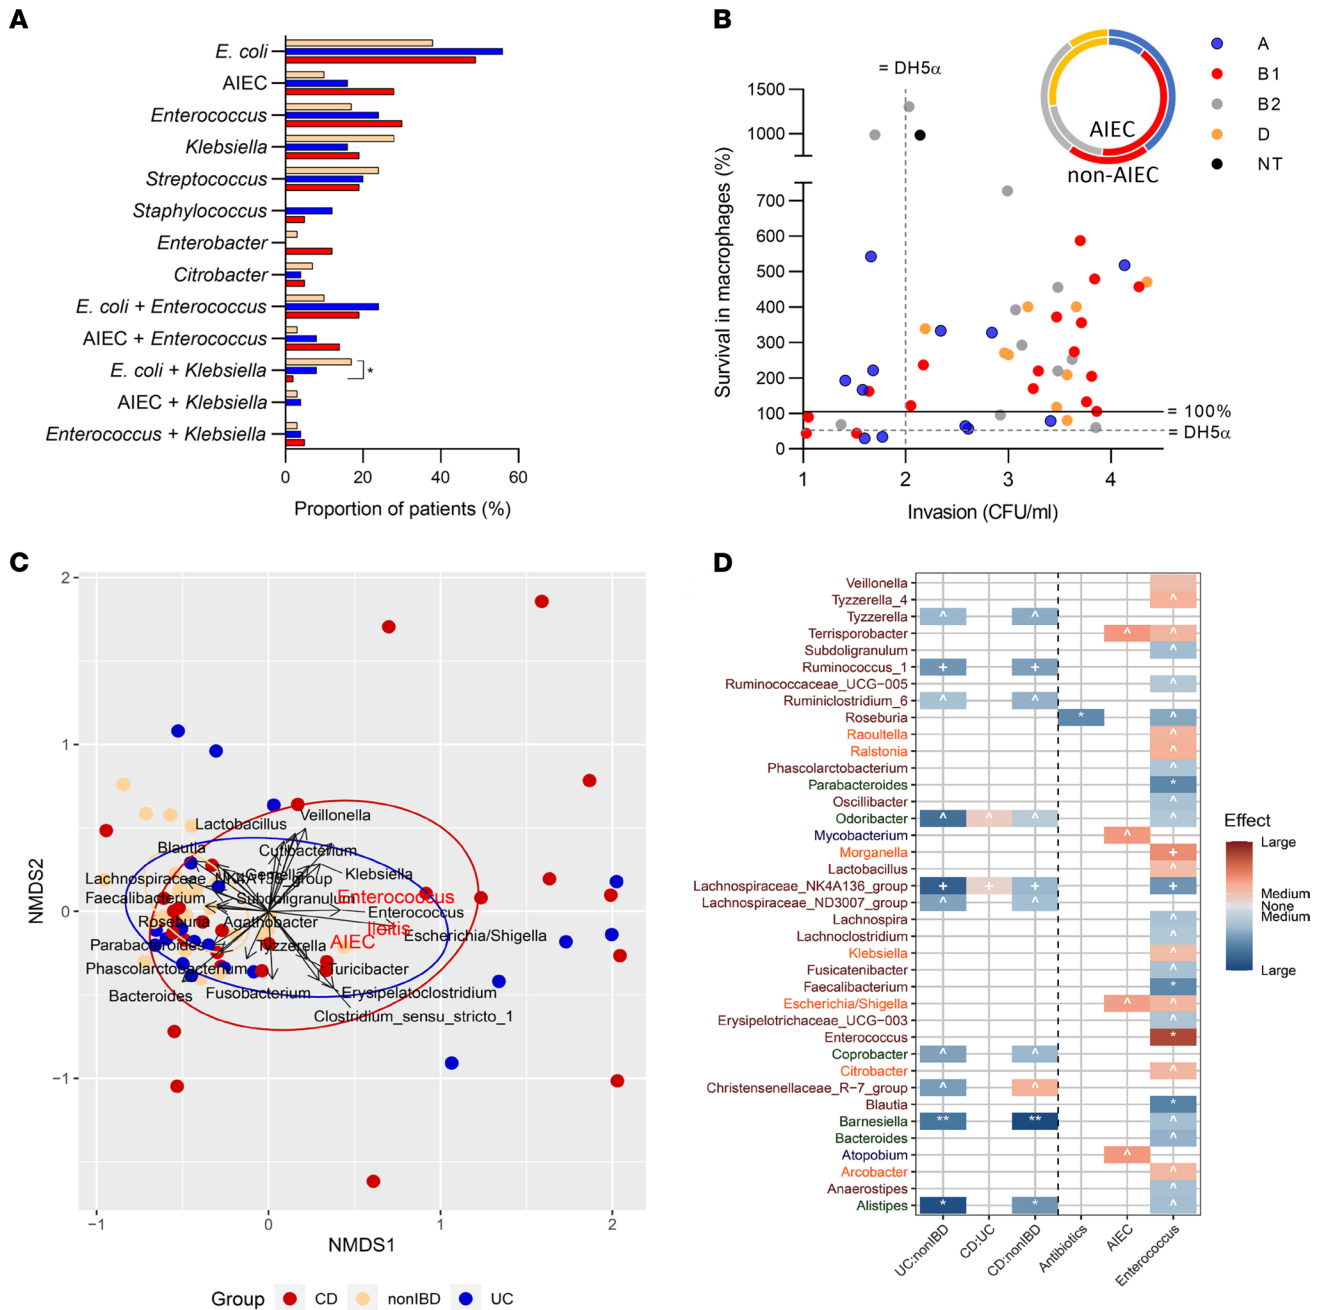 A
E. coli
AIEC
Enterococcus
Klebsiella
Streptococcus
Staphylococcus
Enterobacter
Citrobacter
E. coli + Enterococcus
AIEC + Enterococcus
E. coli + Klebsiella
*
AIEC + Klebsiella
Enterococcus + Klebsiella
0 20 40 60
Proportion of patients (%)
B
= DH5α
1500
1000
700
600
500
400
300
200
100
0
Survival in macrophages (%)
= 100%
= DH5α
1 2 3 4
Invasion (CFU/ml)
AIEC
non-AIEC
A
B1
B2
D
NT
C
2
1
0
−1
NMDS2
Veillonella
Lactobacillus
Blautia
Cutibacterium
Gemella
Klebsiella
Lachnospiraceae_NK4A136_group
Faecalibacterium
Subdoligranulum
Enterococcus
Enterococcus
Roseburia
Agathobacter
Ileitis
Escherichia/Shigella
AIEC
Parabacteroides
Tyzzerella
Phascolarctobacterium
Turicibacter
Bacteroides
Fusobacterium
Erysipelatoclostridium
Clostridium_sensu_stricto_1
−1 0 1 2
NMDS1
Group CD nonIBD UC
D
Veillonella
Tyzzerella_4 ^
Tyzzerella ^ ^
Terrisporobacter ^ ^
Subdoligranulum ^
Ruminococcus_1 + +
Ruminococcaceae_UCG−005 ^
Ruminiclostridium_6 ^ ^
Roseburia * ^
Raoultella ^
Ralstonia ^
Phascolarctobacterium ^
Parabacteroides *
Oscillibacter ^
Odoribacter ^ ^ ^ ^
Mycobacterium ^
Morganella +
Lactobacillus ^
Lachnospiraceae_NK4A136_group + + + +
Lachnospiraceae_ND3007_group ^ ^
Lachnospira ^
Lachnoclostridium ^
Klebsiella ^
Fusicatenibacter ^
Faecalibacterium *
Escherichia/Shigella ^ ^
Erysipelotrichaceae_UCG−003 ^
Enterococcus *
Coprobacter ^ ^
Citrobacter ^
Christensenellaceae_R−7_group ^ ^
Blautia *
Barnesiella ** ** ^
Bacteroides ^
Atopobium ^
Arcobacter ^
Anaerostipes ^
Alistipes * * ^
UC:nonIBD
CD:UC
CD:nonIBD
Antibiotics
AIEC
Enterococcus
Effect
Large
Medium
None
Medium
Large